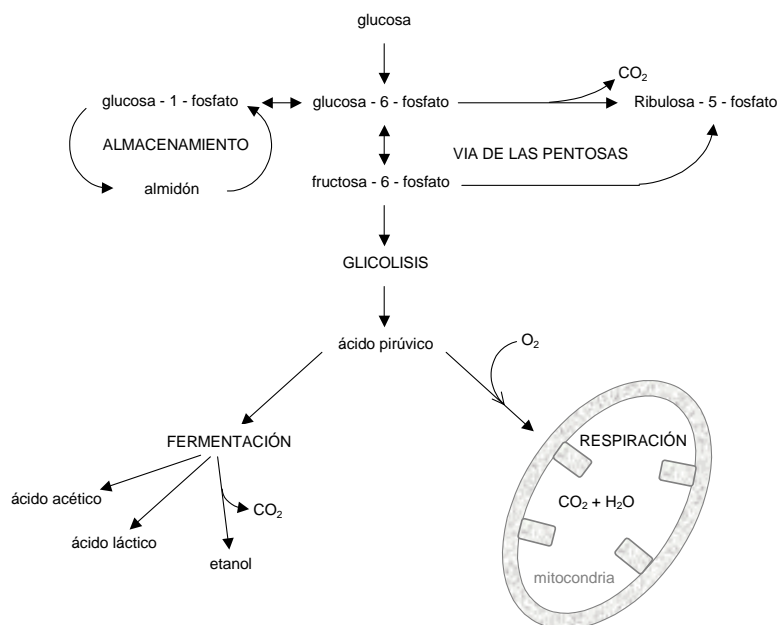 glucosa
CO₂
glucosa - 1 - fosfato
glucosa - 6 - fosfato
Ribulosa - 5 - fosfato
ALMACENAMIENTO
VIA DE LAS PENTOSAS
almidón
fructosa - 6 - fosfato
GLICOLISIS
ácido pirúvico
O₂
FERMENTACIÓN
RESPIRACIÓN
ácido acético
CO₂
CO₂ + H₂O
ácido láctico
etanol
mitocondria